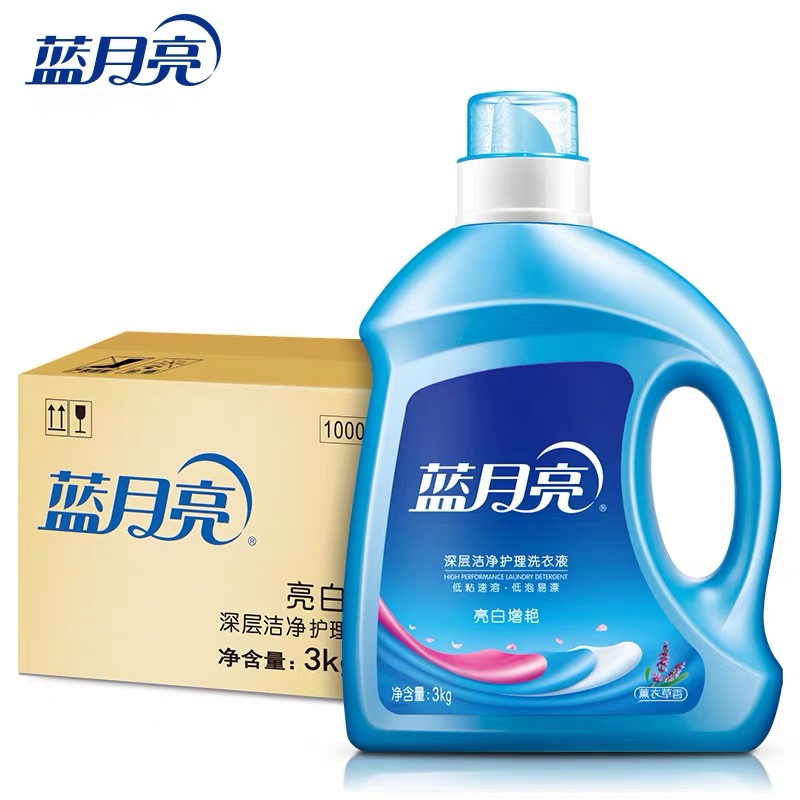 蓝月亮
1000
蓝月亮®
亮白
深层洁净护理
净含量：3kg
蓝月亮®
深层洁净护理洗衣液
HIGH PERFORMANCE LAUNDRY DETERGENT
低粘速溶·低泡易漂
亮白增艳
净含量：3kg
薰衣草香